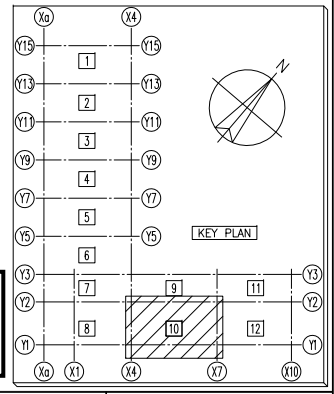 Xa X4
Y15 Y15
1
N
Y13 Y13
2
Y11 Y11
3
Y9 Y9
4
Y7 Y7
5
KEY PLAN
Y5 Y5
6
Y3 Y3
7 9 11
Y2 Y2
8 10 12
Y1 Y1
Xa X1 X4 X7 X10